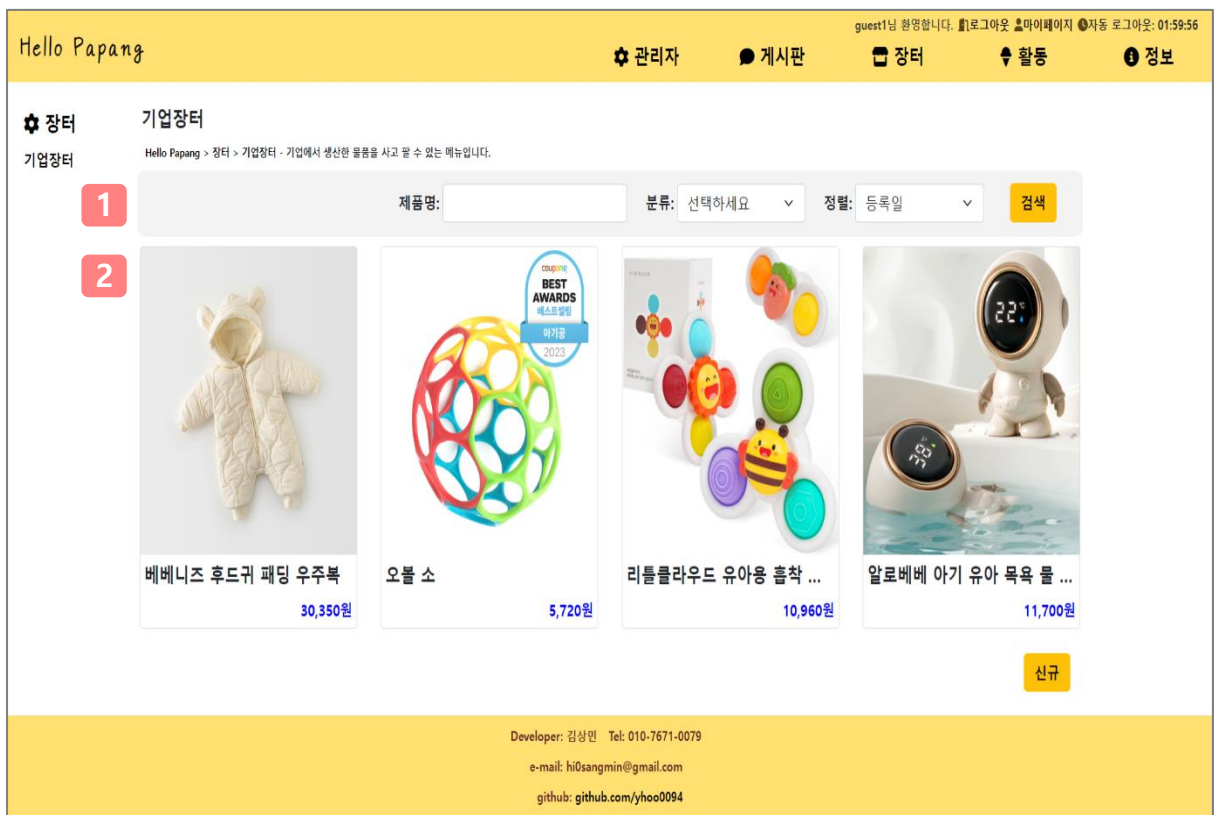 guest1님 환영합니다. 로그아웃 마이페이지 자동 로그아웃: 01:59:56
Hello Papang
관리자 게시판 장터 활동 정보
장터
기업장터
기업장터
Hello Papang > 장터 > 기업장터 - 기업에서 생산한 물품을 사고 팔 수 있는 메뉴입니다.
1
제품명: 분류: 선택하세요 정렬: 등록일 검색
2
coupang
BEST
AWARDS
베스트셀링
아기공
2023
22
베베니즈 후드귀 패딩 우주복
30,350원
오볼 소
5,720원
리틀클라우드 유아용 흡착 ...
10,960원
알로베베 아기 유아 목욕 물 ...
11,700원
신규
Developer: 김상민 Tel: 010-7671-0079
e-mail: hi0sangmin@gmail.com
github: github.com/yhoo0094